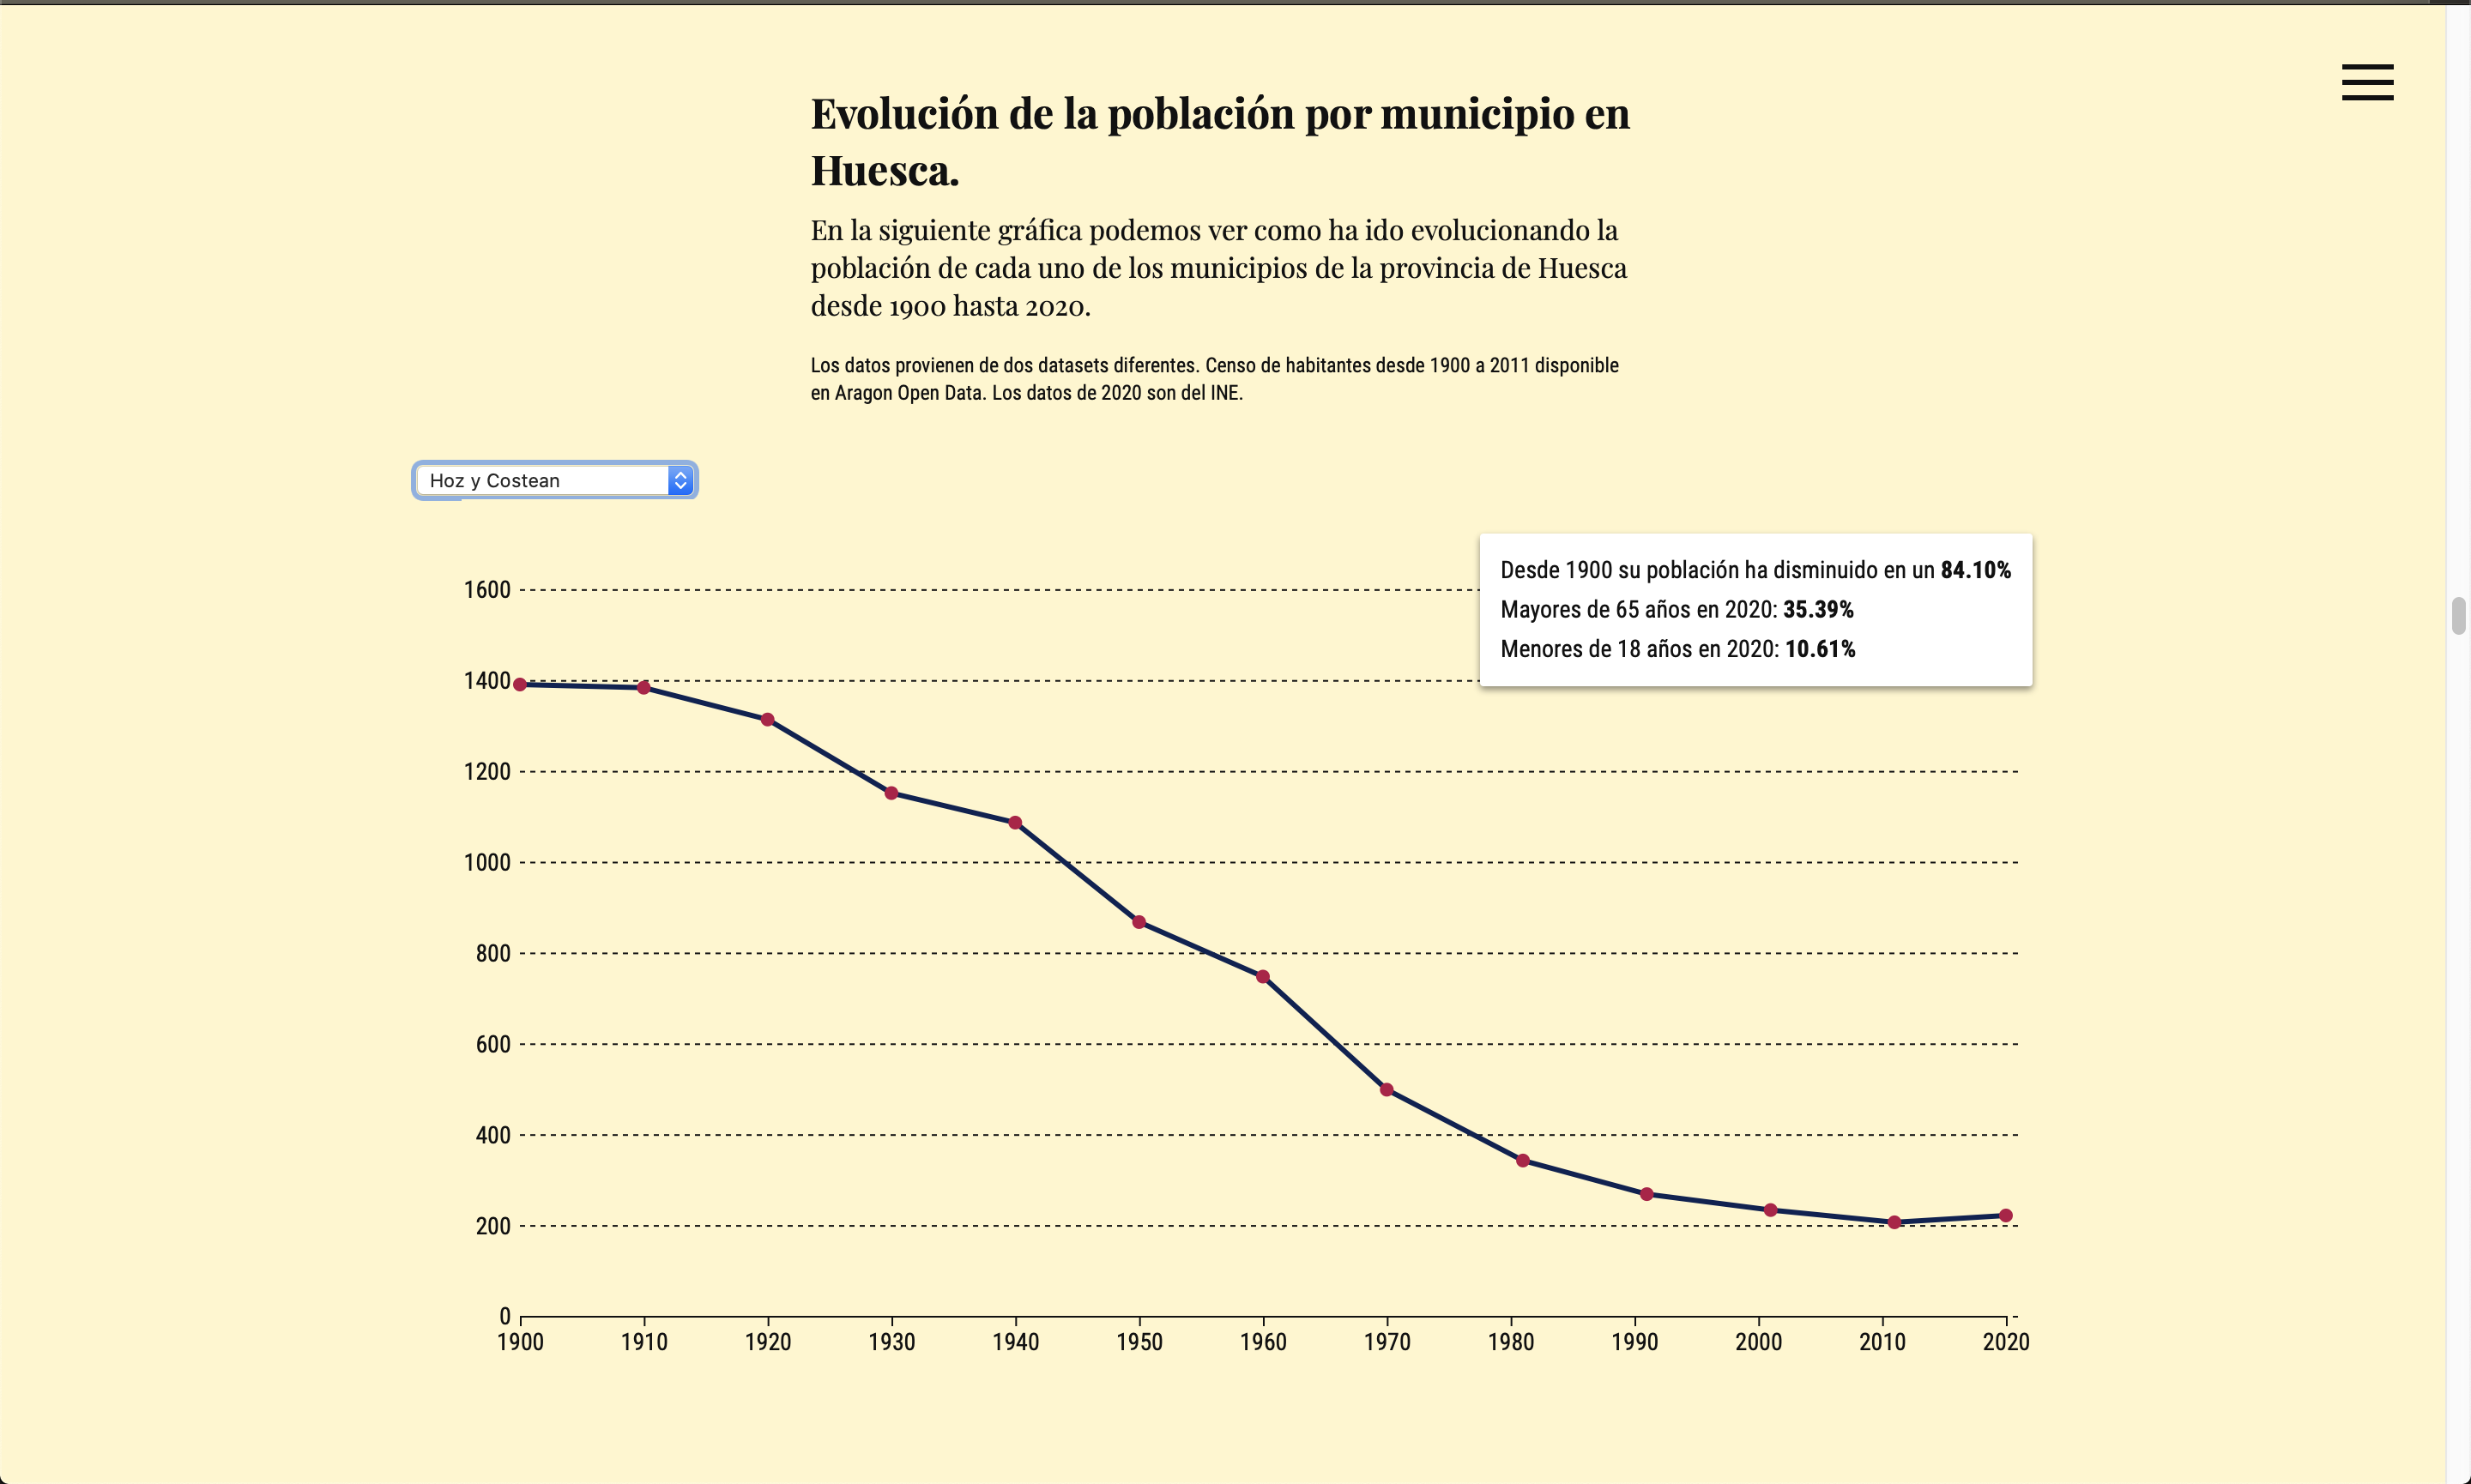 Evolución de la población por municipio en
Huesca.
En la siguiente gráfica podemos ver como ha ido evolucionando la
población de cada uno de los municipios de la provincia de Huesca
desde 1900 hasta 2020.
Los datos provienen de dos datasets diferentes. Censo de habitantes desde 1900 a 2011 disponible
en Aragon Open Data. Los datos de 2020 son del INE.
Hoz y Costean
Desde 1900 su población ha disminuido en un 84.10%
Mayores de 65 años en 2020: 35.39%
Menores de 18 años en 2020: 10.61%
1600
1400
1200
1000
800
600
400
200
0
1900 1910 1920 1930 1940 1950 1960 1970 1980 1990 2000 2010 2020